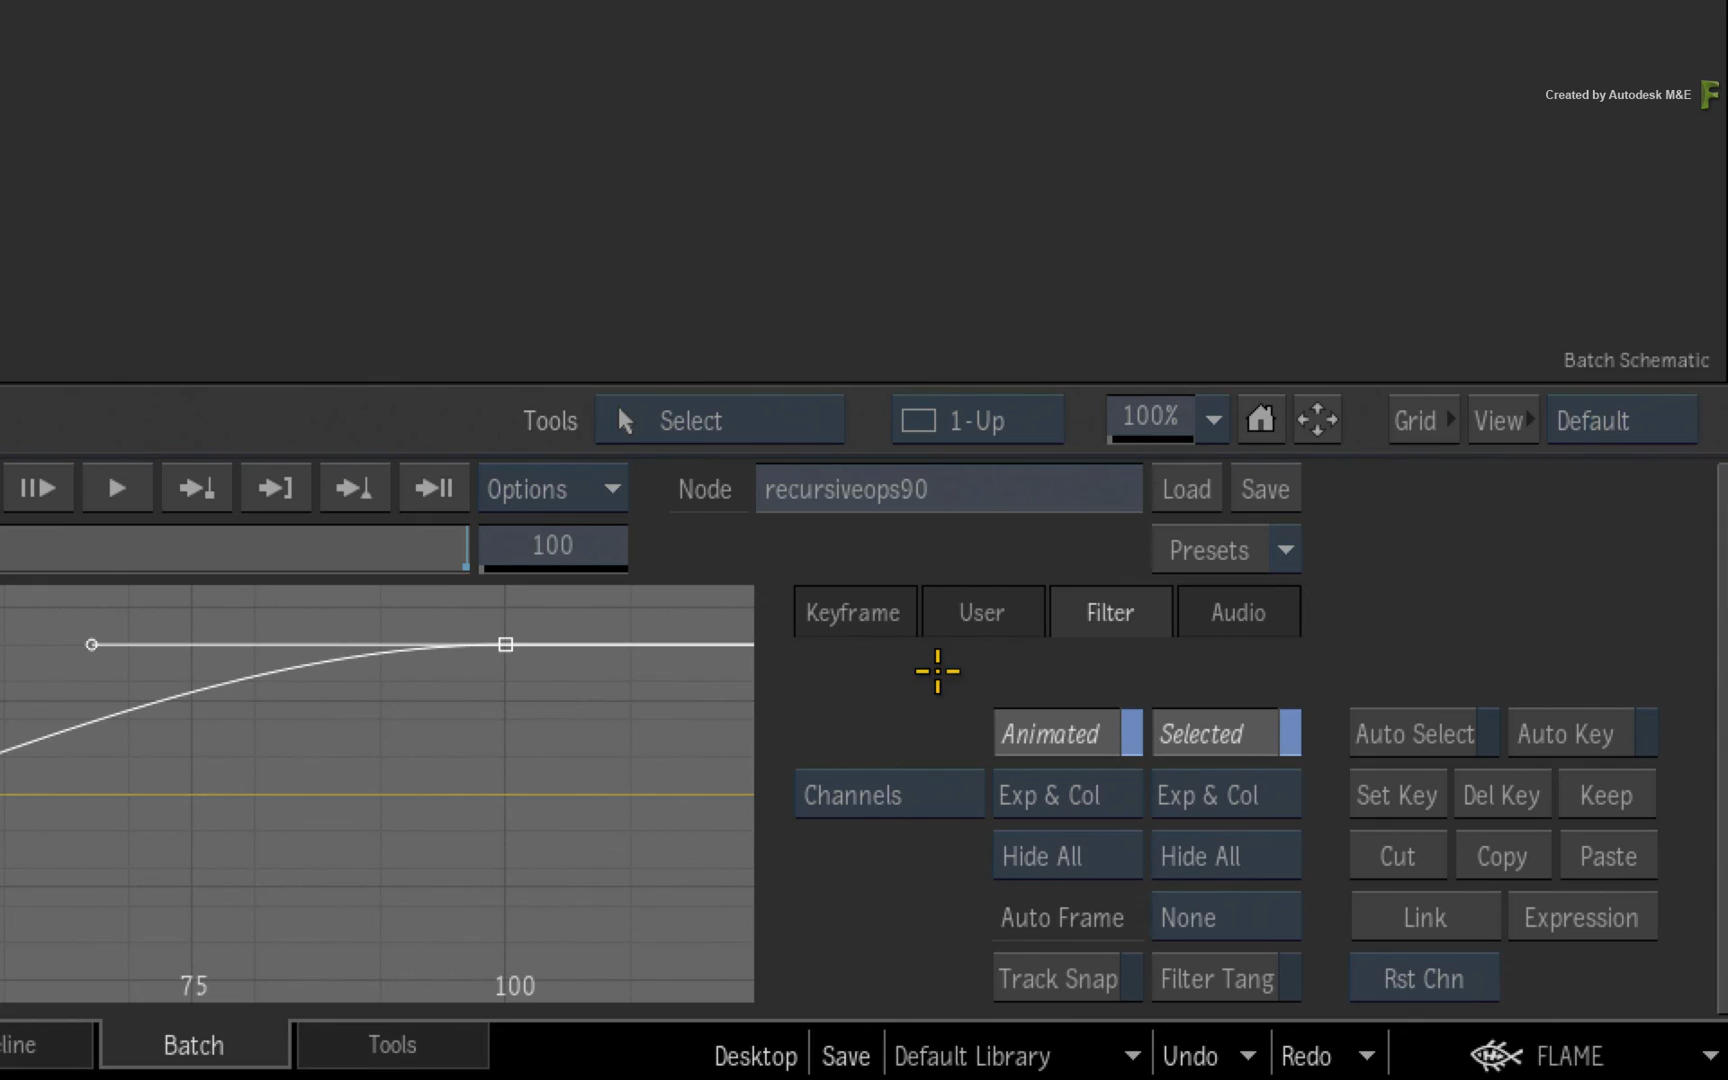 Created by Autodesk M&E
Batch Schematic
Tools Select 1-Up 100% Grid View Default
Options Node recursiveops90 Load Save
100 Presets
Keyframe User Filter Audio
Animated Selected Auto Select Auto Key
Channels Exp & Col Exp & Col Set Key Del Key Keep
Hide All Hide All Cut Copy Paste
Auto Frame None Link Expression
75 100 Track Snap Filter Tang Rst Chn
line Batch Tools Desktop Save Default Library Undo Redo FLAME